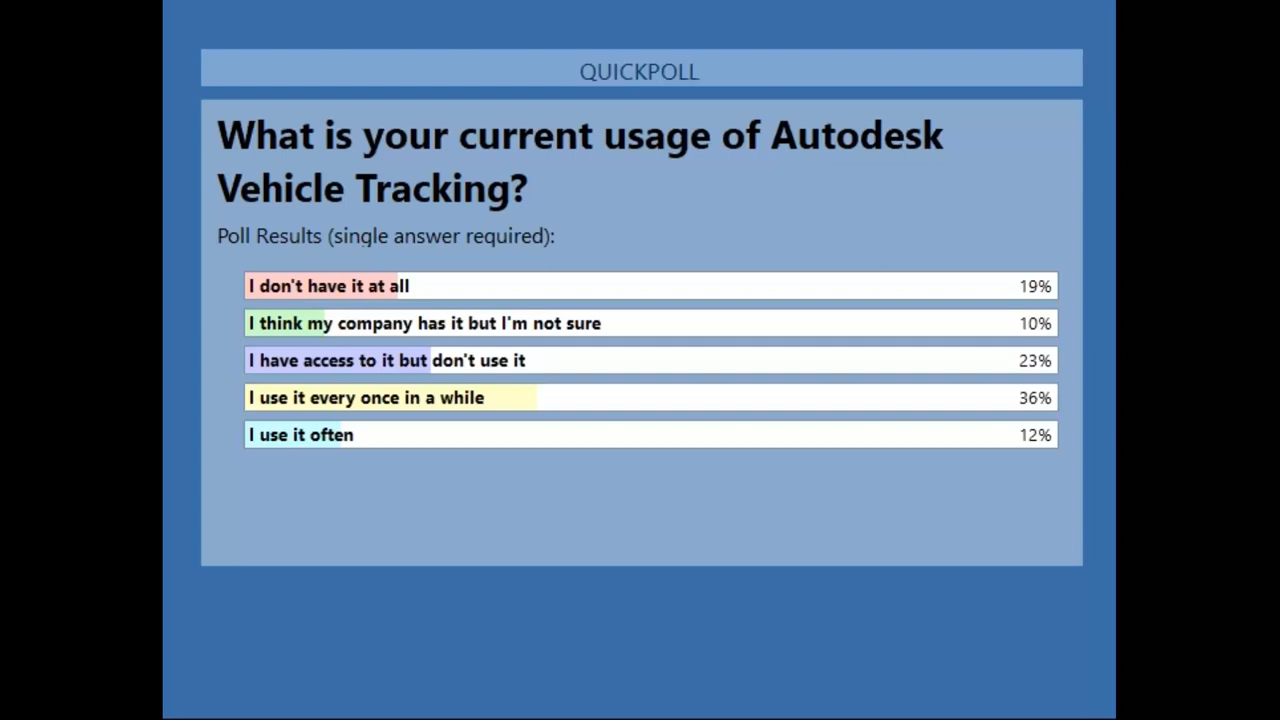 QUICKPOLL
What is your current usage of Autodesk
Vehicle Tracking?
Poll Results (single answer required):
I don't have it at all 19%
I think my company has it but I'm not sure 10%
I have access to it but don't use it 23%
I use it every once in a while 36%
I use it often 12%